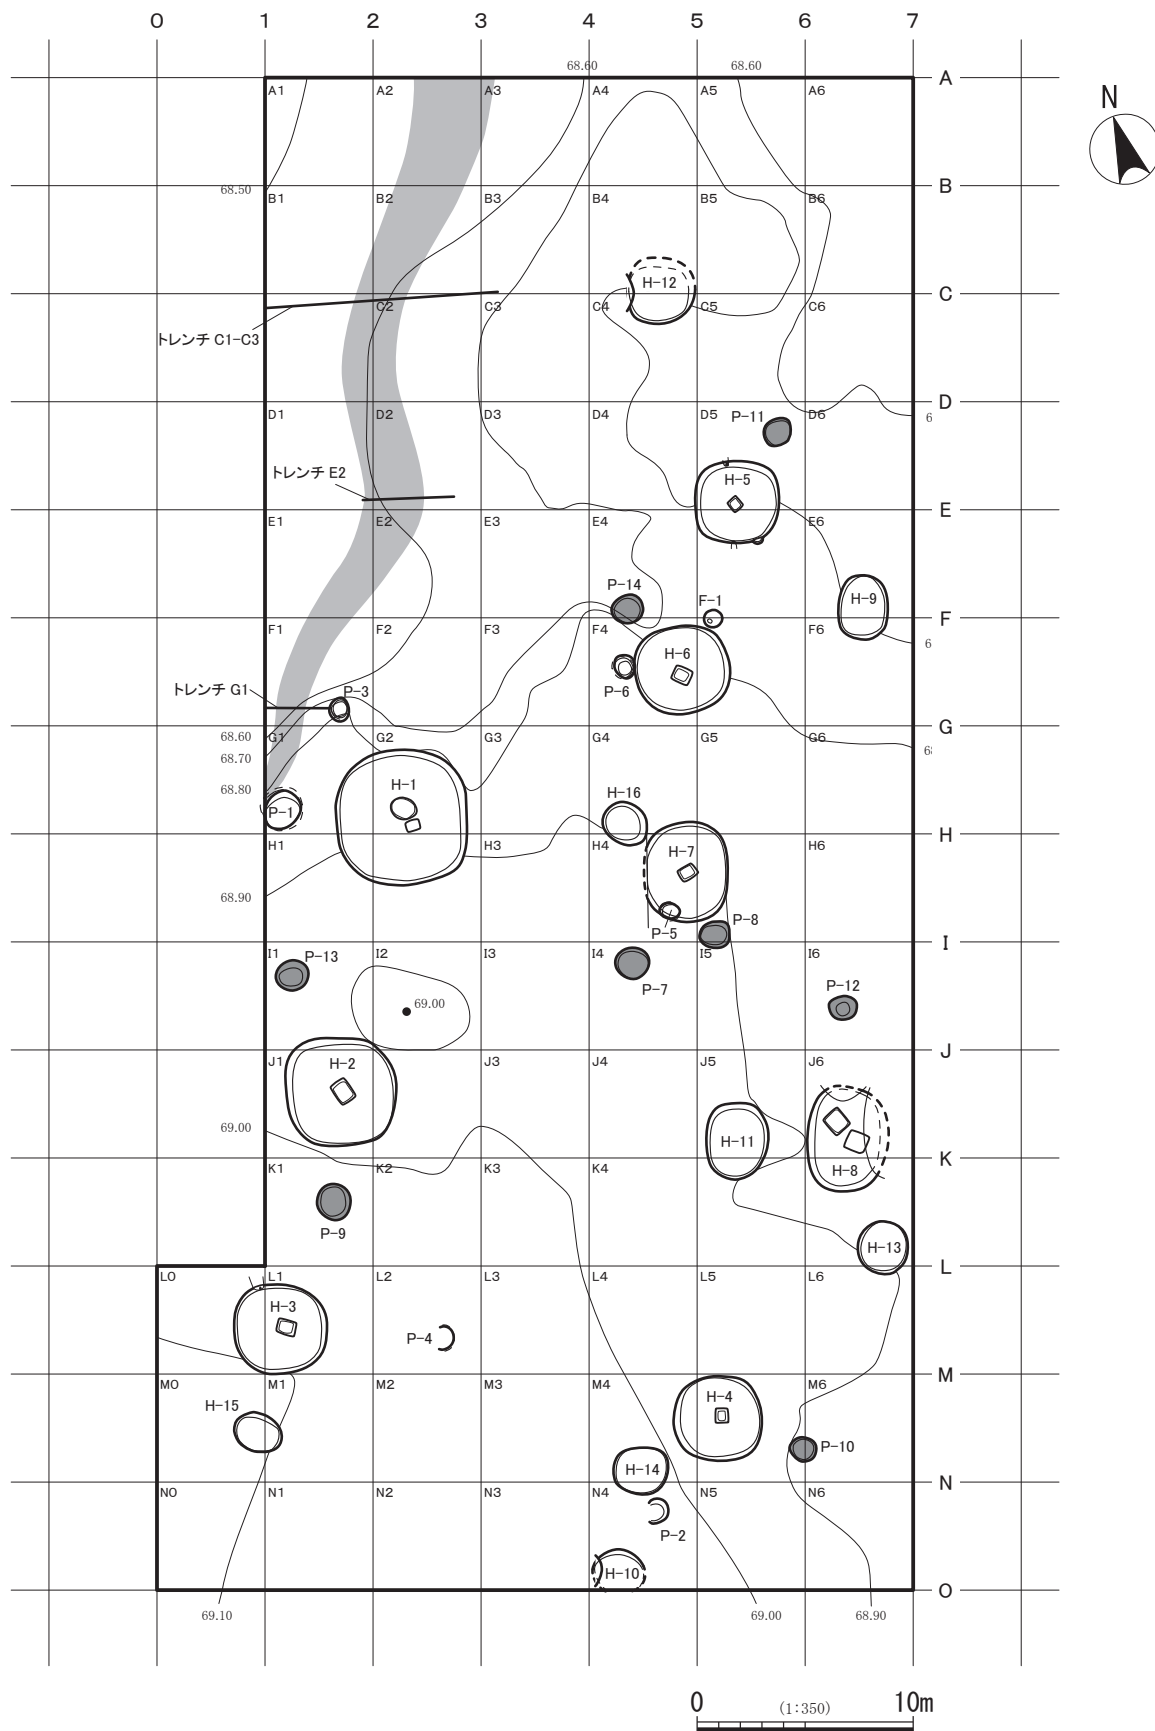 0 1 2 3 4 5 6 7
68.60 68.60
A
A1 A2 A3 A4 A5 A6
N
68.50
B
B1 B2 B3 B4 B5 B6
H-12
C
C2 C3 C4 C5 C6
トレンチ C1-C3
D
D1 D2 D3 D4 D5 P-11 D6
6
トレンチ E2
H-5
E
E1 E2 E3 E4 E6
P-14 F-1 H-9
F
F1 F2 F3 F4 F6
6
H-6
トレンチ G1 P-3 P-6
G
68.60 G1 G2 G3 G4 G5 G6
68
68.70
68.80
H-1 H-16
P-1
H
H1 H3 H4 H6
H-7
68.90
P-5 P-8
I
I1 P-13 I2 I3 I4 I5 I6
P-7 P-12
69.00
J
J1 J3 J4 J5 J6
H-2
69.00
H-11
K
K1 K2 K3 K4 H-8
P-9
H-13
L
L0 L1 L2 L3 L4 L5 L6
H-3
P-4
M
M0 M1 M2 M3 M4 M6
H-15 H-4
P-10
H-14
N
N0 N1 N2 N3 N4 N5 N6
P-2
H-10
O
69.10 69.00 68.90
0 (1:350) 10m